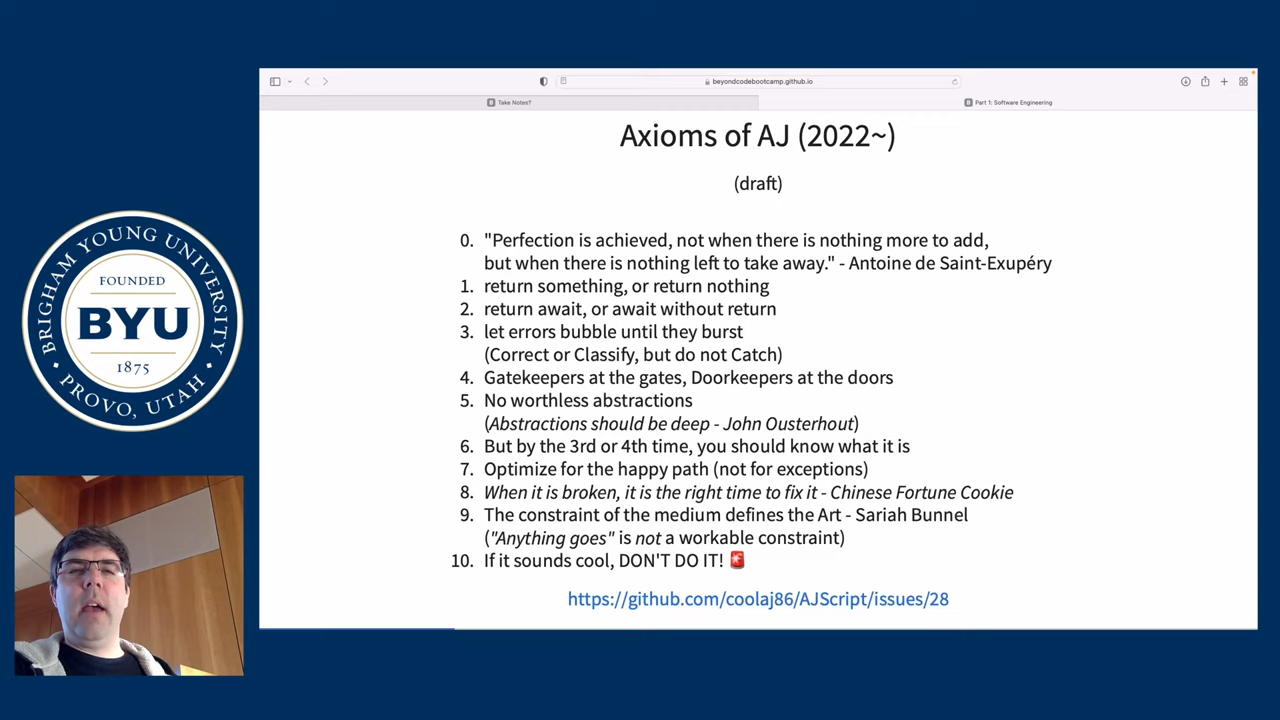 beyondcodebootcamp.github.io
Take Notes?
Part 1: Software Engineering
Axioms of AJ (2022~)
(draft)
0. "Perfection is achieved, not when there is nothing more to add,
but when there is nothing left to take away." - Antoine de Saint-Exupéry
1. return something, or return nothing
2. return await, or await without return
3. let errors bubble until they burst
(Correct or Classify, but do not Catch)
4. Gatekeepers at the gates, Doorkeepers at the doors
5. No worthless abstractions
(Abstractions should be deep - John Ousterhout)
6. But by the 3rd or 4th time, you should know what it is
7. Optimize for the happy path (not for exceptions)
8. When it is broken, it is the right time to fix it - Chinese Fortune Cookie
9. The constraint of the medium defines the Art - Sariah Bunnel
("Anything goes" is not a workable constraint)
10. If it sounds cool, DON'T DO IT! 🚨
https://github.com/coolaj86/AJScript/issues/28
BRIGHAM YOUNG UNIVERSITY
FOUNDED
BYU
1875
PROVO, UTAH